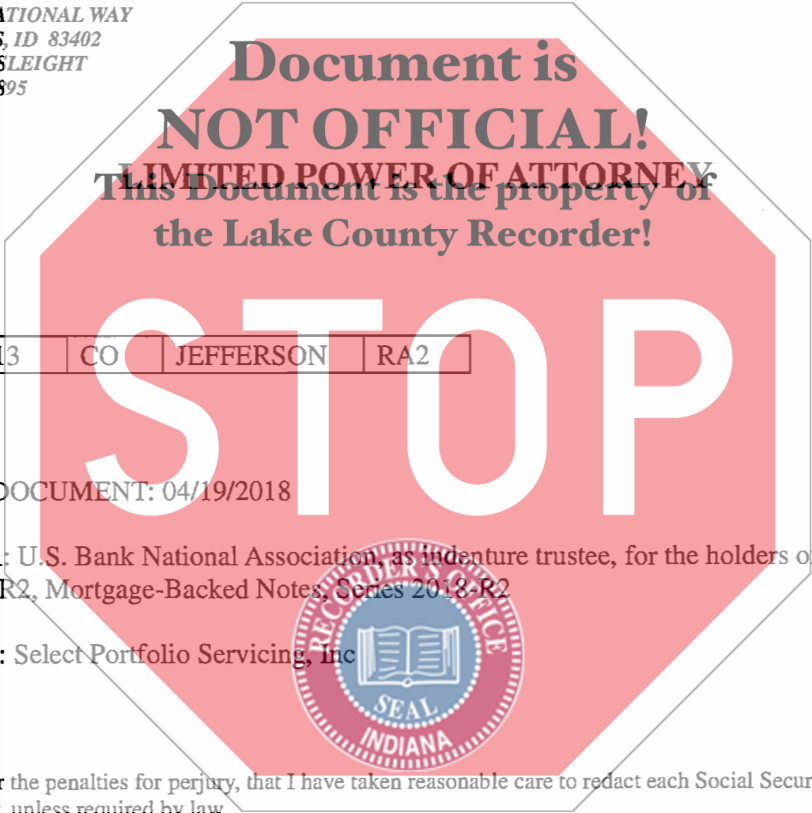 ATIONAL WAY
S, ID 83402
SLEIGHT
895
Document is
NOT OFFICIAL!
LIMITED POWER OF ATTORNEY
This Document is the property of
the Lake County Recorder!
STOP
13 CO JEFFERSON RA2
DOCUMENT: 04/19/2018
: U.S. Bank National Association, as indenture trustee, for the holders o
R2, Mortgage-Backed Notes, Series 2018-R2
: Select Portfolio Servicing, Inc
RECORDER'S OFFICE
SEAL
INDIANA
r the penalties for perjury, that I have taken reasonable care to redact each Social Secur
, unless required by law